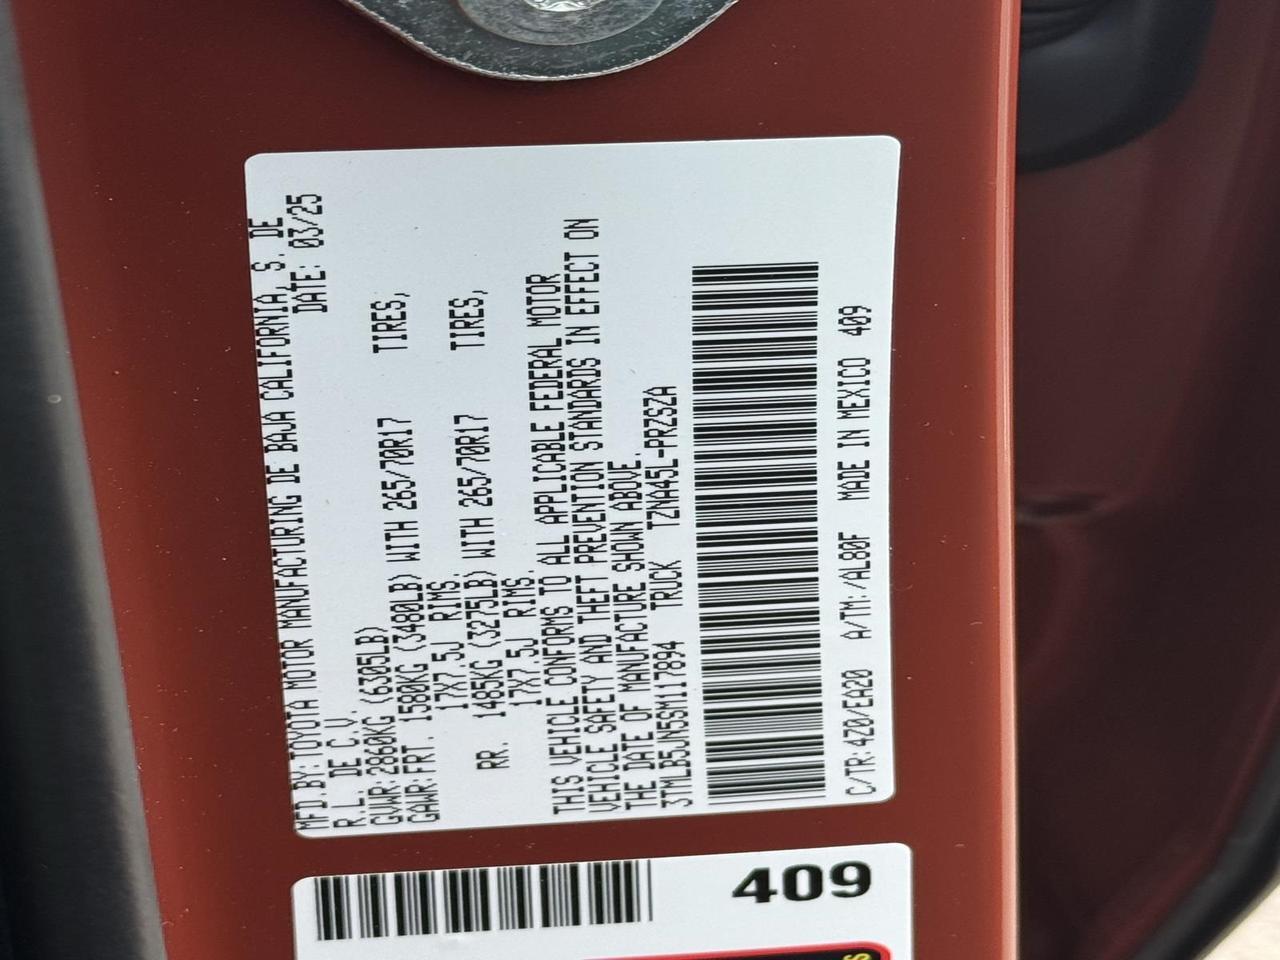 MFD.BY:TOYOTA MOTOR MANUFACTURING DE BAJA CALIFORNIA, S. DE
R.L. DE C.V. DATE: 03/25
GVWR:2860KG (6305LB)
GAWR:FRT. 1580KG (3480LB) WITH 265/70R17 TIRES,
17X7.5J RIMS.
RR. 1485KG (3275LB) WITH 265/70R17 TIRES,
17X7.5J RIMS.
THIS VEHICLE CONFORMS TO ALL APPLICABLE FEDERAL MOTOR
VEHICLE SAFETY AND THEFT PREVENTION STANDARDS IN EFFECT ON
THE DATE OF MANUFACTURE SHOWN ABOVE.
3TMLB5JN5SM117894 TRUCK TZNA45L-PRZSZA
C/TR:4Z0/EA20 A/TM:/AL80F MADE IN MEXICO 409
409